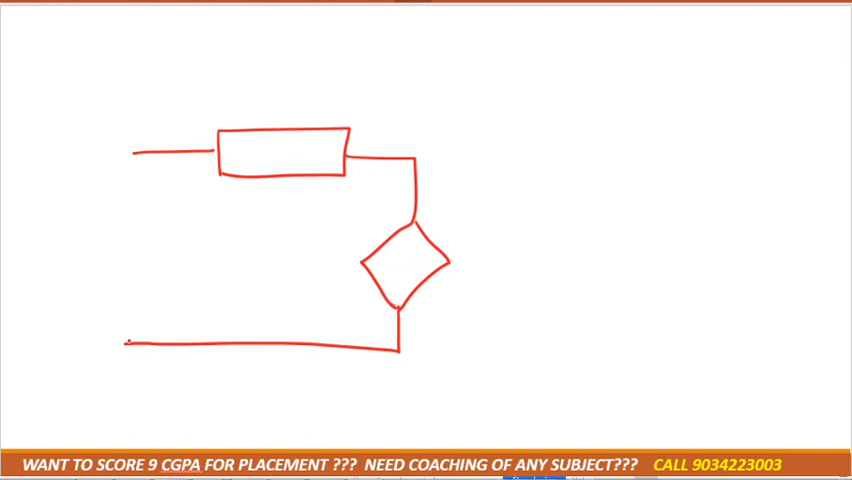 WANT TO SCORE 9 CGPA FOR PLACEMENT ??? NEED COACHING OF ANY SUBJECT??? CALL 9034223003